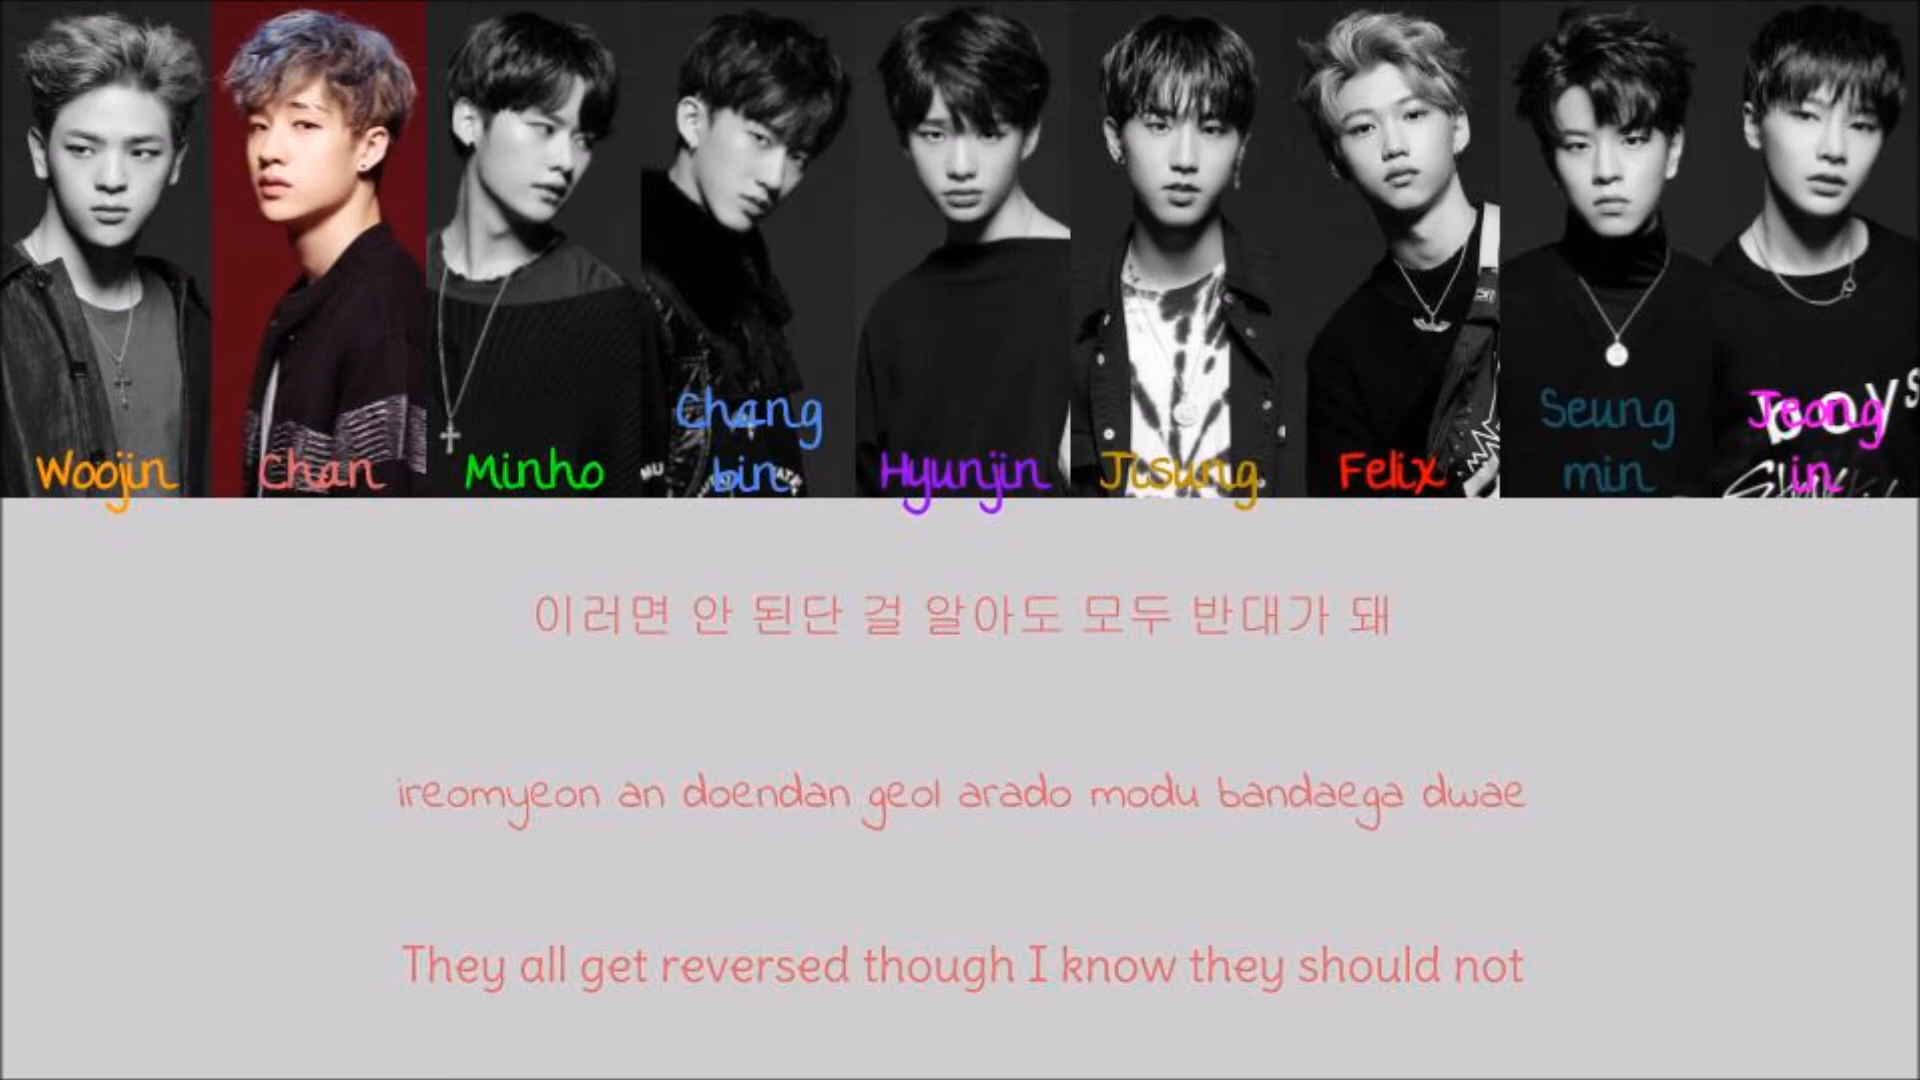 Woojin
Chan
Minho
Chang
bin
Hyunjin
Jisung
Felix
Seung
min
Jeong
in
이러면 안 된단 걸 알아도 모두 반대가 돼
ireomyeon an doendan geol arado modu bandaega dwae
They all get reversed though I know they should not